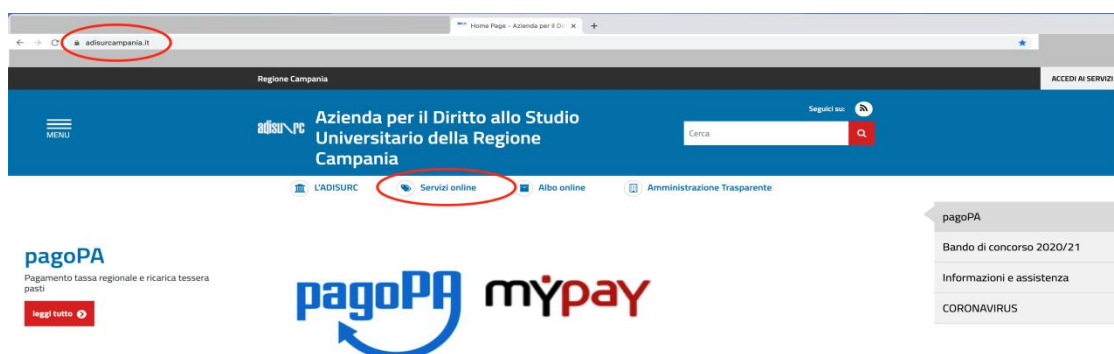 Home Page - Azienda per il Di
adisurcampania.it
Regione Campania
ACCEDI AI SERVIZI
MENU
adisurc
Azienda per il Diritto allo Studio
Universitario della Regione
Campania
Seguici su:
Cerca
L'ADISURC
Servizi online
Albo online
Amministrazione Trasparente
pagoPA
Pagamento tassa regionale e ricarica tessera
pasti
leggi tutto
pagoPA
mypay
pagoPA
Bando di concorso 2020/21
Informazioni e assistenza
CORONAVIRUS